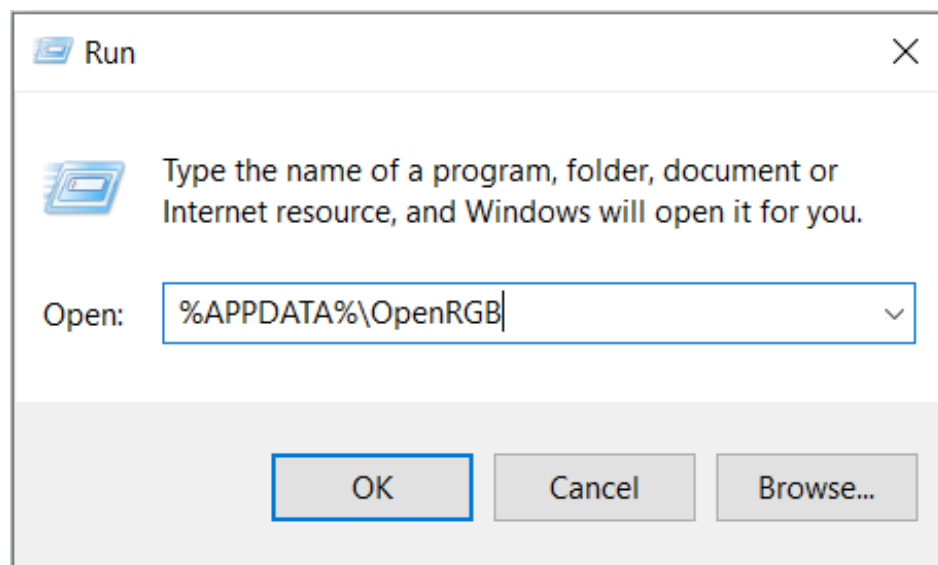 Run
Type the name of a program, folder, document or
Internet resource, and Windows will open it for you.
Open: %APPDATA%\OpenRGB
OK Cancel Browse...